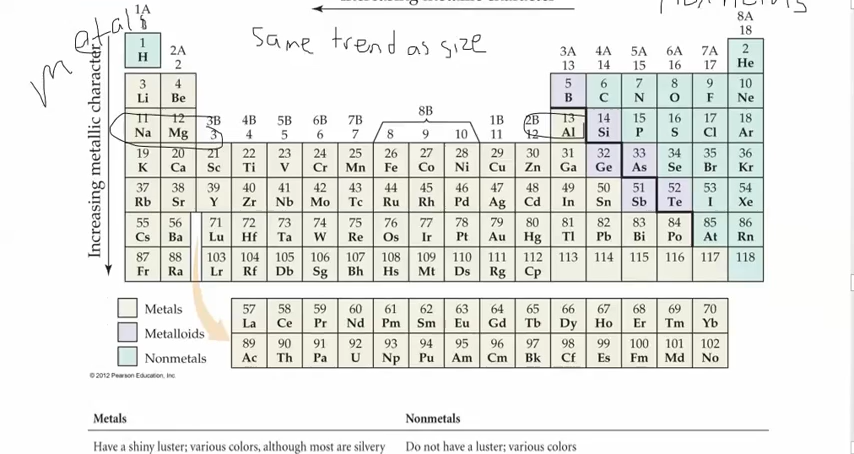 Increasing metallic character
metals
same trend as size
Increasing metallic character
1A 8A
1 18
2A 3A 4A 5A 6A 7A
2 13 14 15 16 17
1 H 2 He
3 Li 4 Be 5 B 6 C 7 N 8 O 9 F 10 Ne
3B 4B 5B 6B 7B 8B 1B 2B
3 4 5 6 7 8 9 10 11 12
11 Na 12 Mg 13 Al 14 Si 15 P 16 S 17 Cl 18 Ar
19 K 20 Ca 21 Sc 22 Ti 23 V 24 Cr 25 Mn 26 Fe 27 Co 28 Ni 29 Cu 30 Zn 31 Ga 32 Ge 33 As 34 Se 35 Br 36 Kr
37 Rb 38 Sr 39 Y 40 Zr 41 Nb 42 Mo 43 Tc 44 Ru 45 Rh 46 Pd 47 Ag 48 Cd 49 In 50 Sn 51 Sb 52 Te 53 I 54 Xe
55 Cs 56 Ba 71 Lu 72 Hf 73 Ta 74 W 75 Re 76 Os 77 Ir 78 Pt 79 Au 80 Hg 81 Tl 82 Pb 83 Bi 84 Po 85 At 86 Rn
87 Fr 88 Ra 103 Lr 104 Rf 105 Db 106 Sg 107 Bh 108 Hs 109 Mt 110 Ds 111 Rg 112 Cp 113 114 115 116 117 118
Metals
Metalloids
Nonmetals
57 La 58 Ce 59 Pr 60 Nd 61 Pm 62 Sm 63 Eu 64 Gd 65 Tb 66 Dy 67 Ho 68 Er 69 Tm 70 Yb
89 Ac 90 Th 91 Pa 92 U 93 Np 94 Pu 95 Am 96 Cm 97 Bk 98 Cf 99 Es 100 Fm 101 Md 102 No
© 2012 Pearson Education, Inc.
Metals Nonmetals
Have a shiny luster; various colors, although most are silvery Do not have a luster; various colors